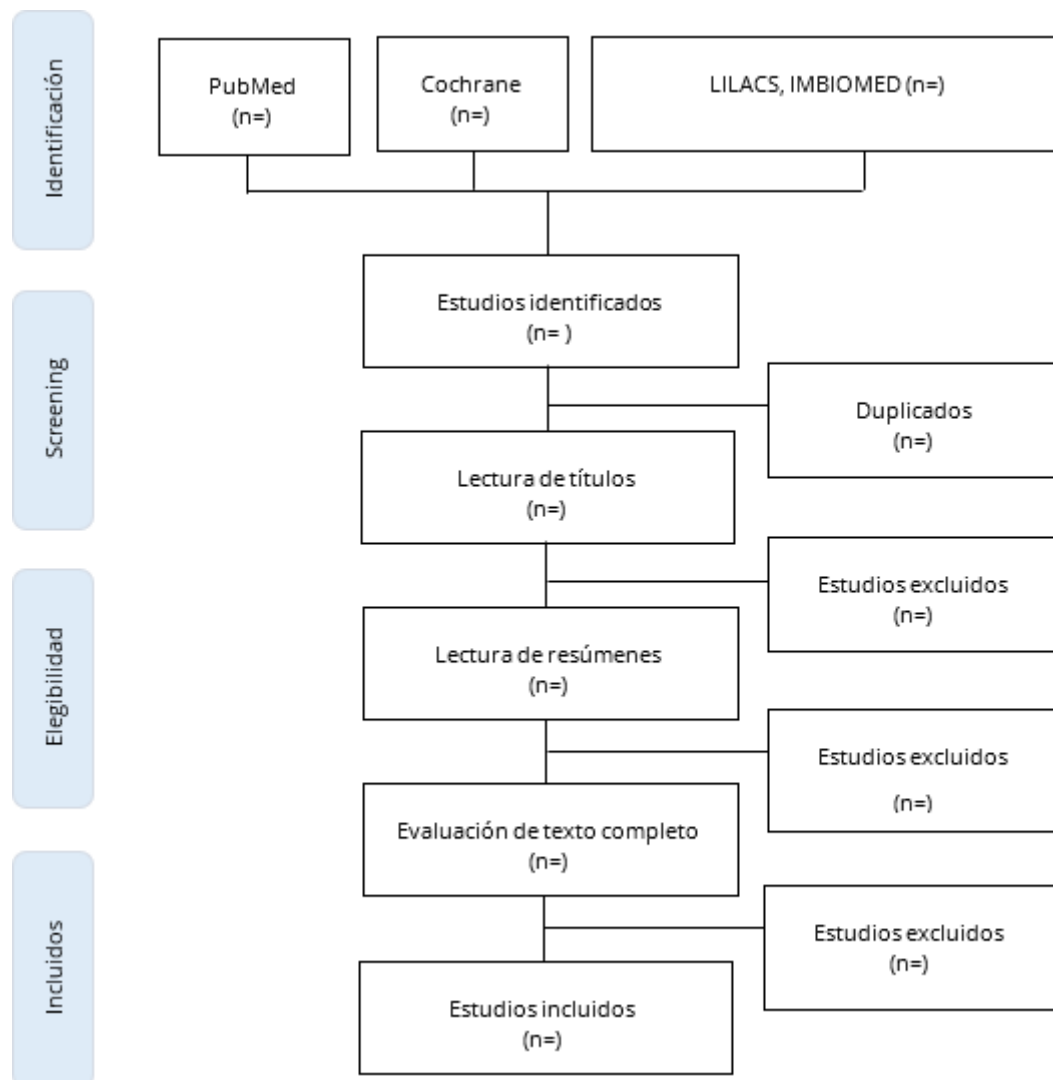 Identificación
PubMed
(n=)
Cochrane
(n=)
LILACS, IMBIOMED (n=)
Estudios identificados
(n= )
Screening
Duplicados
(n=)
Lectura de títulos
(n=)
Estudios excluidos
(n=)
Elegibilidad
Lectura de resúmenes
(n=)
Estudios excluidos
(n=)
Evaluación de texto completo
(n=)
Incluidos
Estudios excluidos
(n=)
Estudios incluidos
(n=)